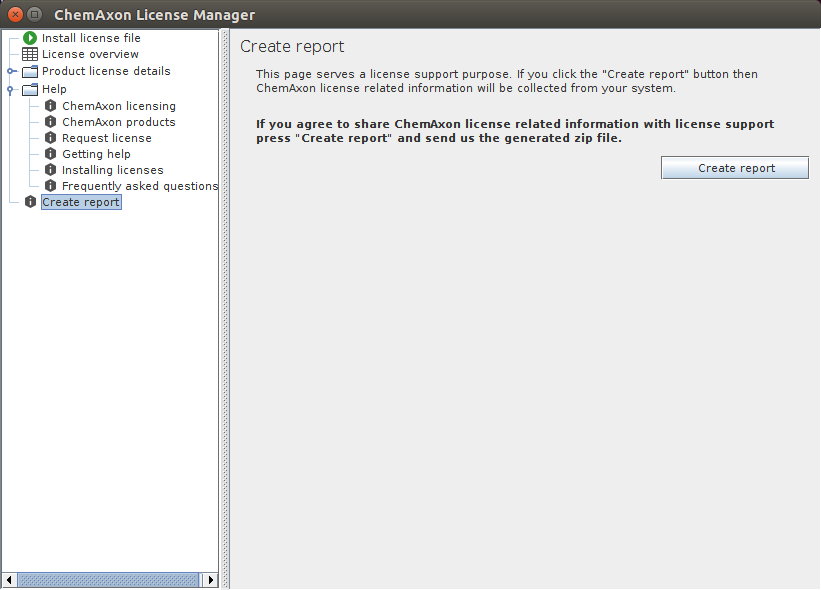 ChemAxon License Manager
Install license file
License overview
Product license details
Help
ChemAxon licensing
ChemAxon products
Request license
Getting help
Installing licenses
Frequently asked questions
Create report
Create report
This page serves a license support purpose. If you click the "Create report" button then
ChemAxon license related information will be collected from your system.
If you agree to share ChemAxon license related information with license support
press "Create report" and send us the generated zip file.
Create report